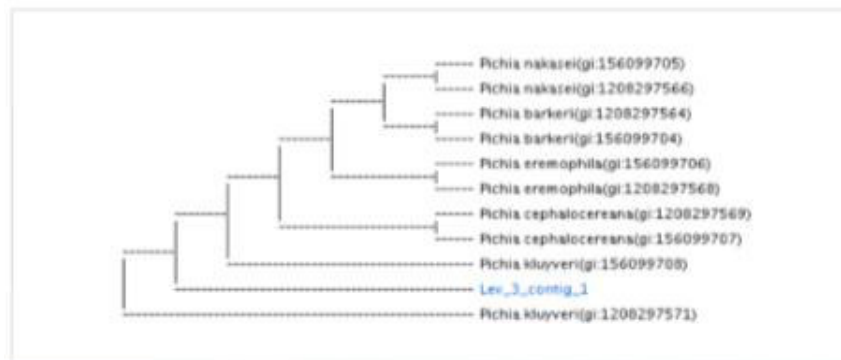 Pichia nakasei(gi:156099705)
Pichia nakasei(gi:1208297566)
Pichia barkeri(gi:1208297564)
Pichia barkeri(gi:156099704)
Pichia eremophila(gi:156099706)
Pichia eremophila(gi:1208297568)
Pichia cephalocereana(gi:1208297569)
Pichia cephalocereana(gi:156099707)
Pichia kluyveri(gi:156099708)
Lev_3_contig_1
Pichia kluyveri(gi:1208297571)